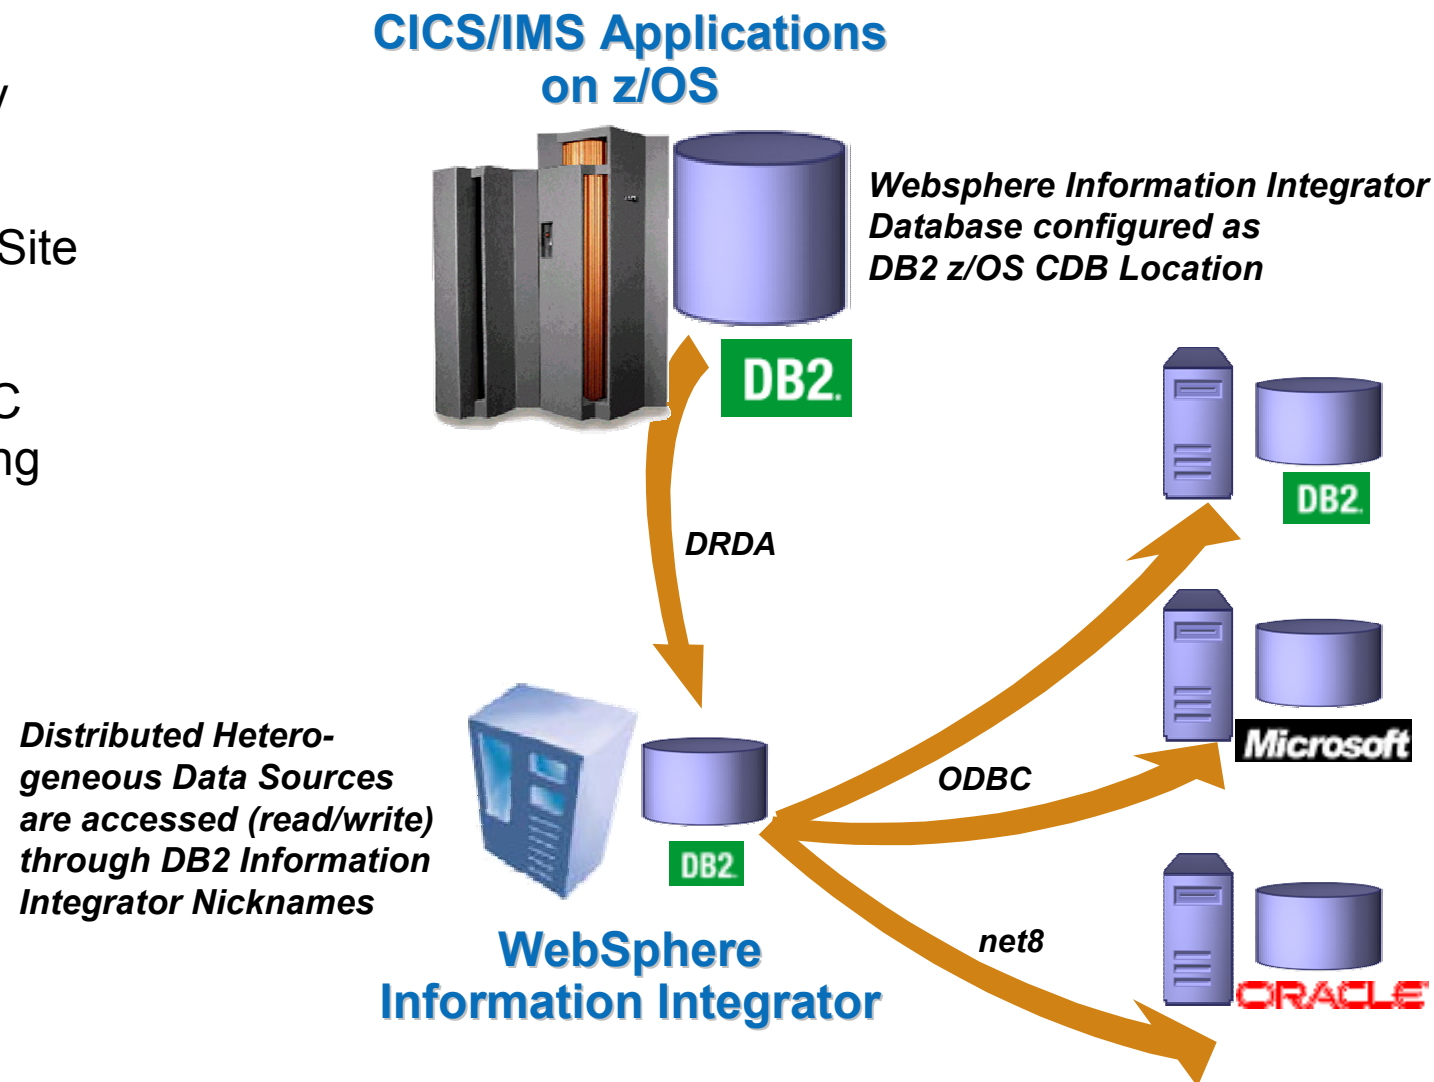 CICS/IMS Applications
on z/OS
Site
Websphere Information Integrator
Database configured as
DB2 z/OS CDB Location
DB2.
DB2.
DRDA
Microsoft
ODBC
Distributed Hetero-
geneous Data Sources
are accessed (read/write)
through DB2 Information
Integrator Nicknames
DB2.
net8
WebSphere
Information Integrator
ORACLE